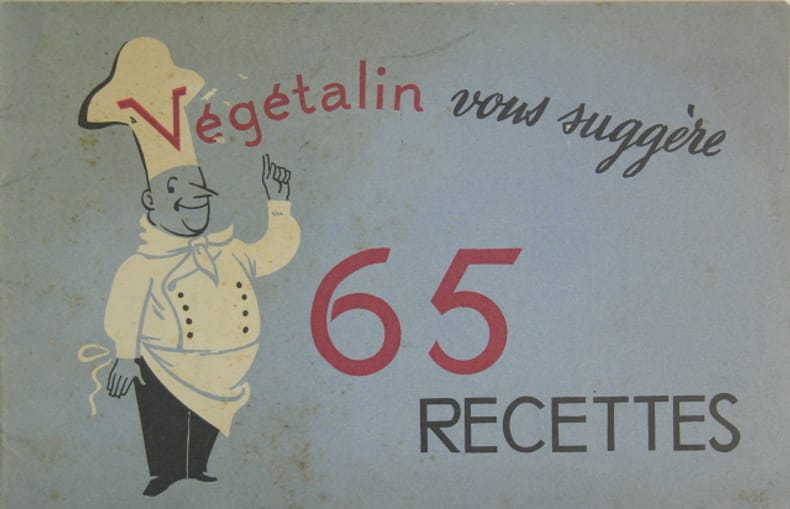 Végétalin vous suggère
65
RECETTES